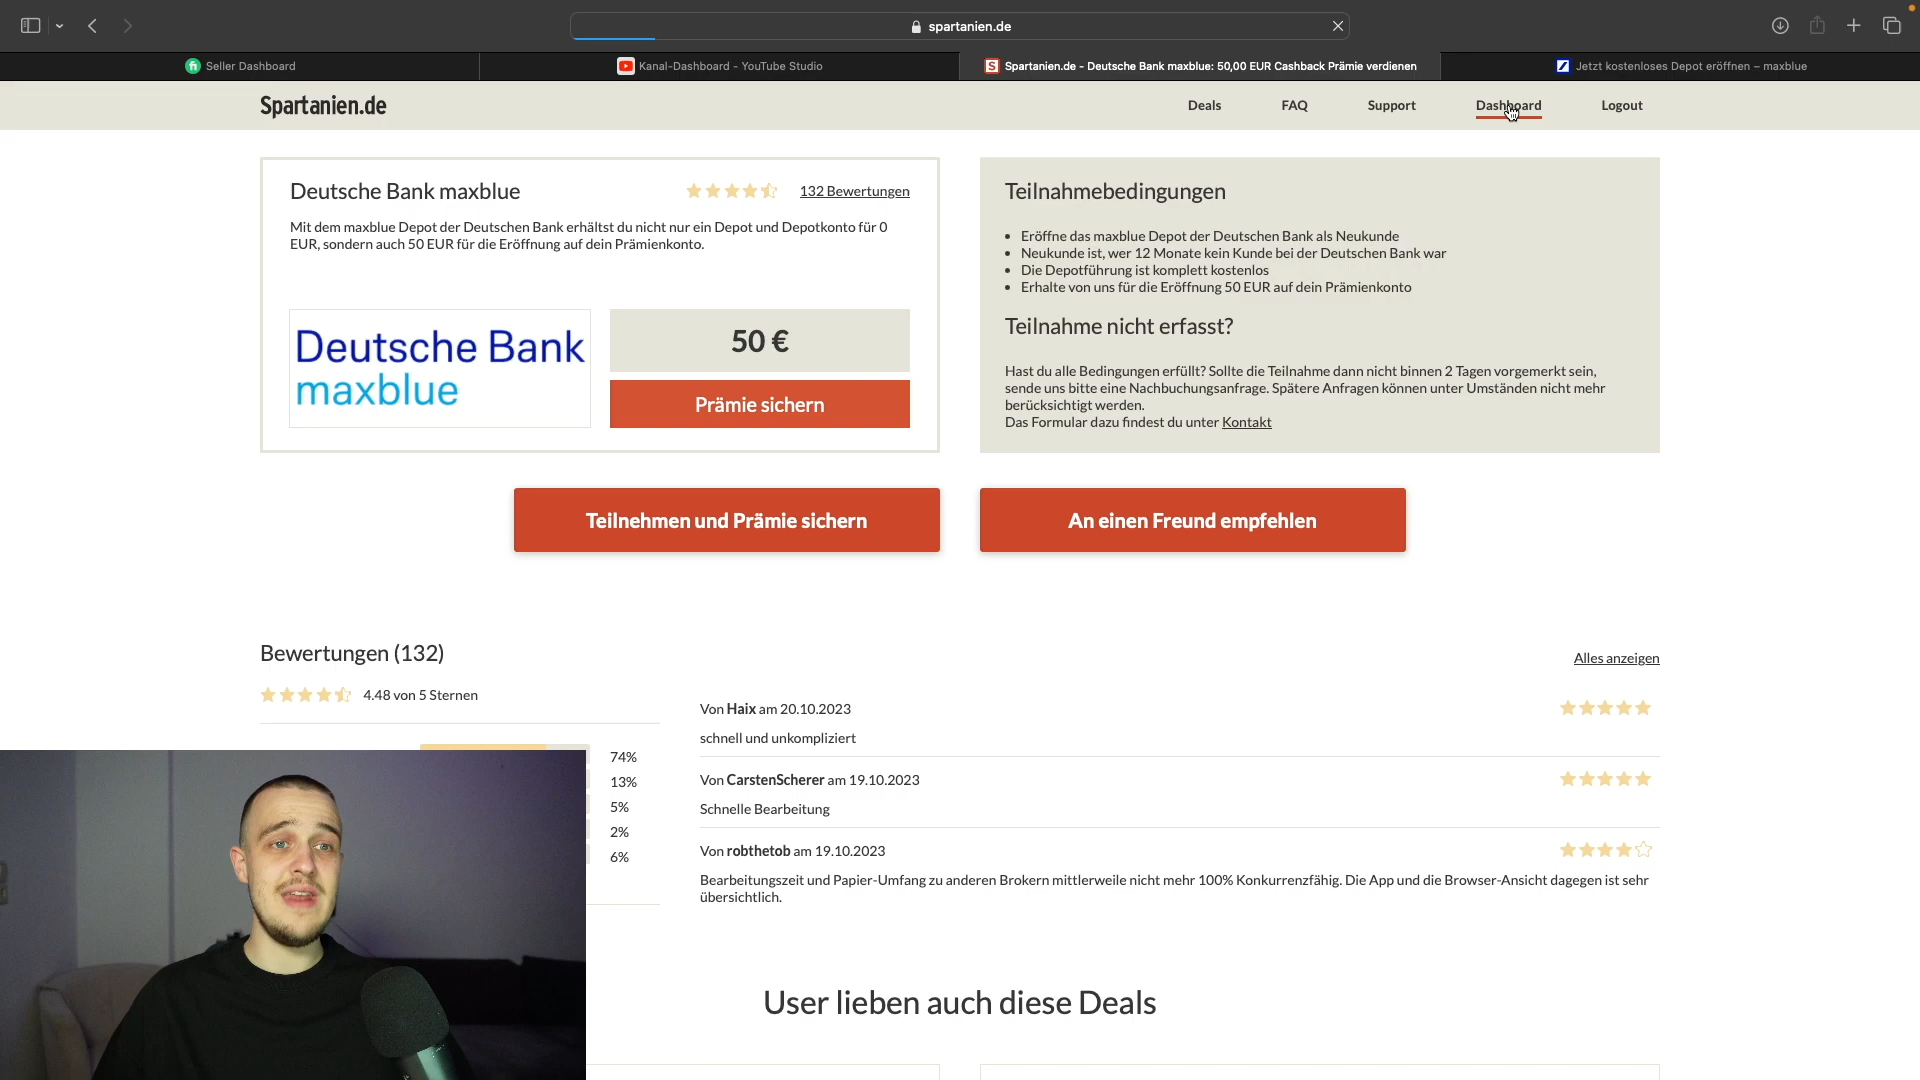 spartanien.de
Seller Dashboard
Kanal-Dashboard - YouTube Studio
Spartanien.de - Deutsche Bank maxblue: 50,00 EUR Cashback Prämie verdienen
Jetzt kostenloses Depot eröffnen – maxblue
Spartanien.de
Deals
FAQ
Support
Dashboard
Logout
Deutsche Bank maxblue
132 Bewertungen
Mit dem maxblue Depot der Deutschen Bank erhältst du nicht nur ein Depot und Depotkonto für 0
EUR, sondern auch 50 EUR für die Eröffnung auf dein Prämienkonto.
Deutsche Bank
maxblue
50 €
Prämie sichern
Teilnahmebedingungen
Eröffne das maxblue Depot der Deutschen Bank als Neukunde
Neukunde ist, wer 12 Monate kein Kunde bei der Deutschen Bank war
Die Depotführung ist komplett kostenlos
Erhalte von uns für die Eröffnung 50 EUR auf dein Prämienkonto
Teilnahme nicht erfasst?
Hast du alle Bedingungen erfüllt? Sollte die Teilnahme dann nicht binnen 2 Tagen vorgemerkt sein,
sende uns bitte eine Nachbuchungsanfrage. Spätere Anfragen können unter Umständen nicht mehr
berücksichtigt werden.
Das Formular dazu findest du unter Kontakt
Teilnehmen und Prämie sichern
An einen Freund empfehlen
Bewertungen (132)
Alles anzeigen
4.48 von 5 Sternen
74%
13%
5%
2%
6%
Von Haix am 20.10.2023
schnell und unkompliziert
Von CarstenScherer am 19.10.2023
Schnelle Bearbeitung
Von robthetob am 19.10.2023
Bearbeitungszeit und Papier-Umfang zu anderen Brokern mittlerweile nicht mehr 100% Konkurrenzfähig. Die App und die Browser-Ansicht dagegen ist sehr
übersichtlich.
User lieben auch diese Deals